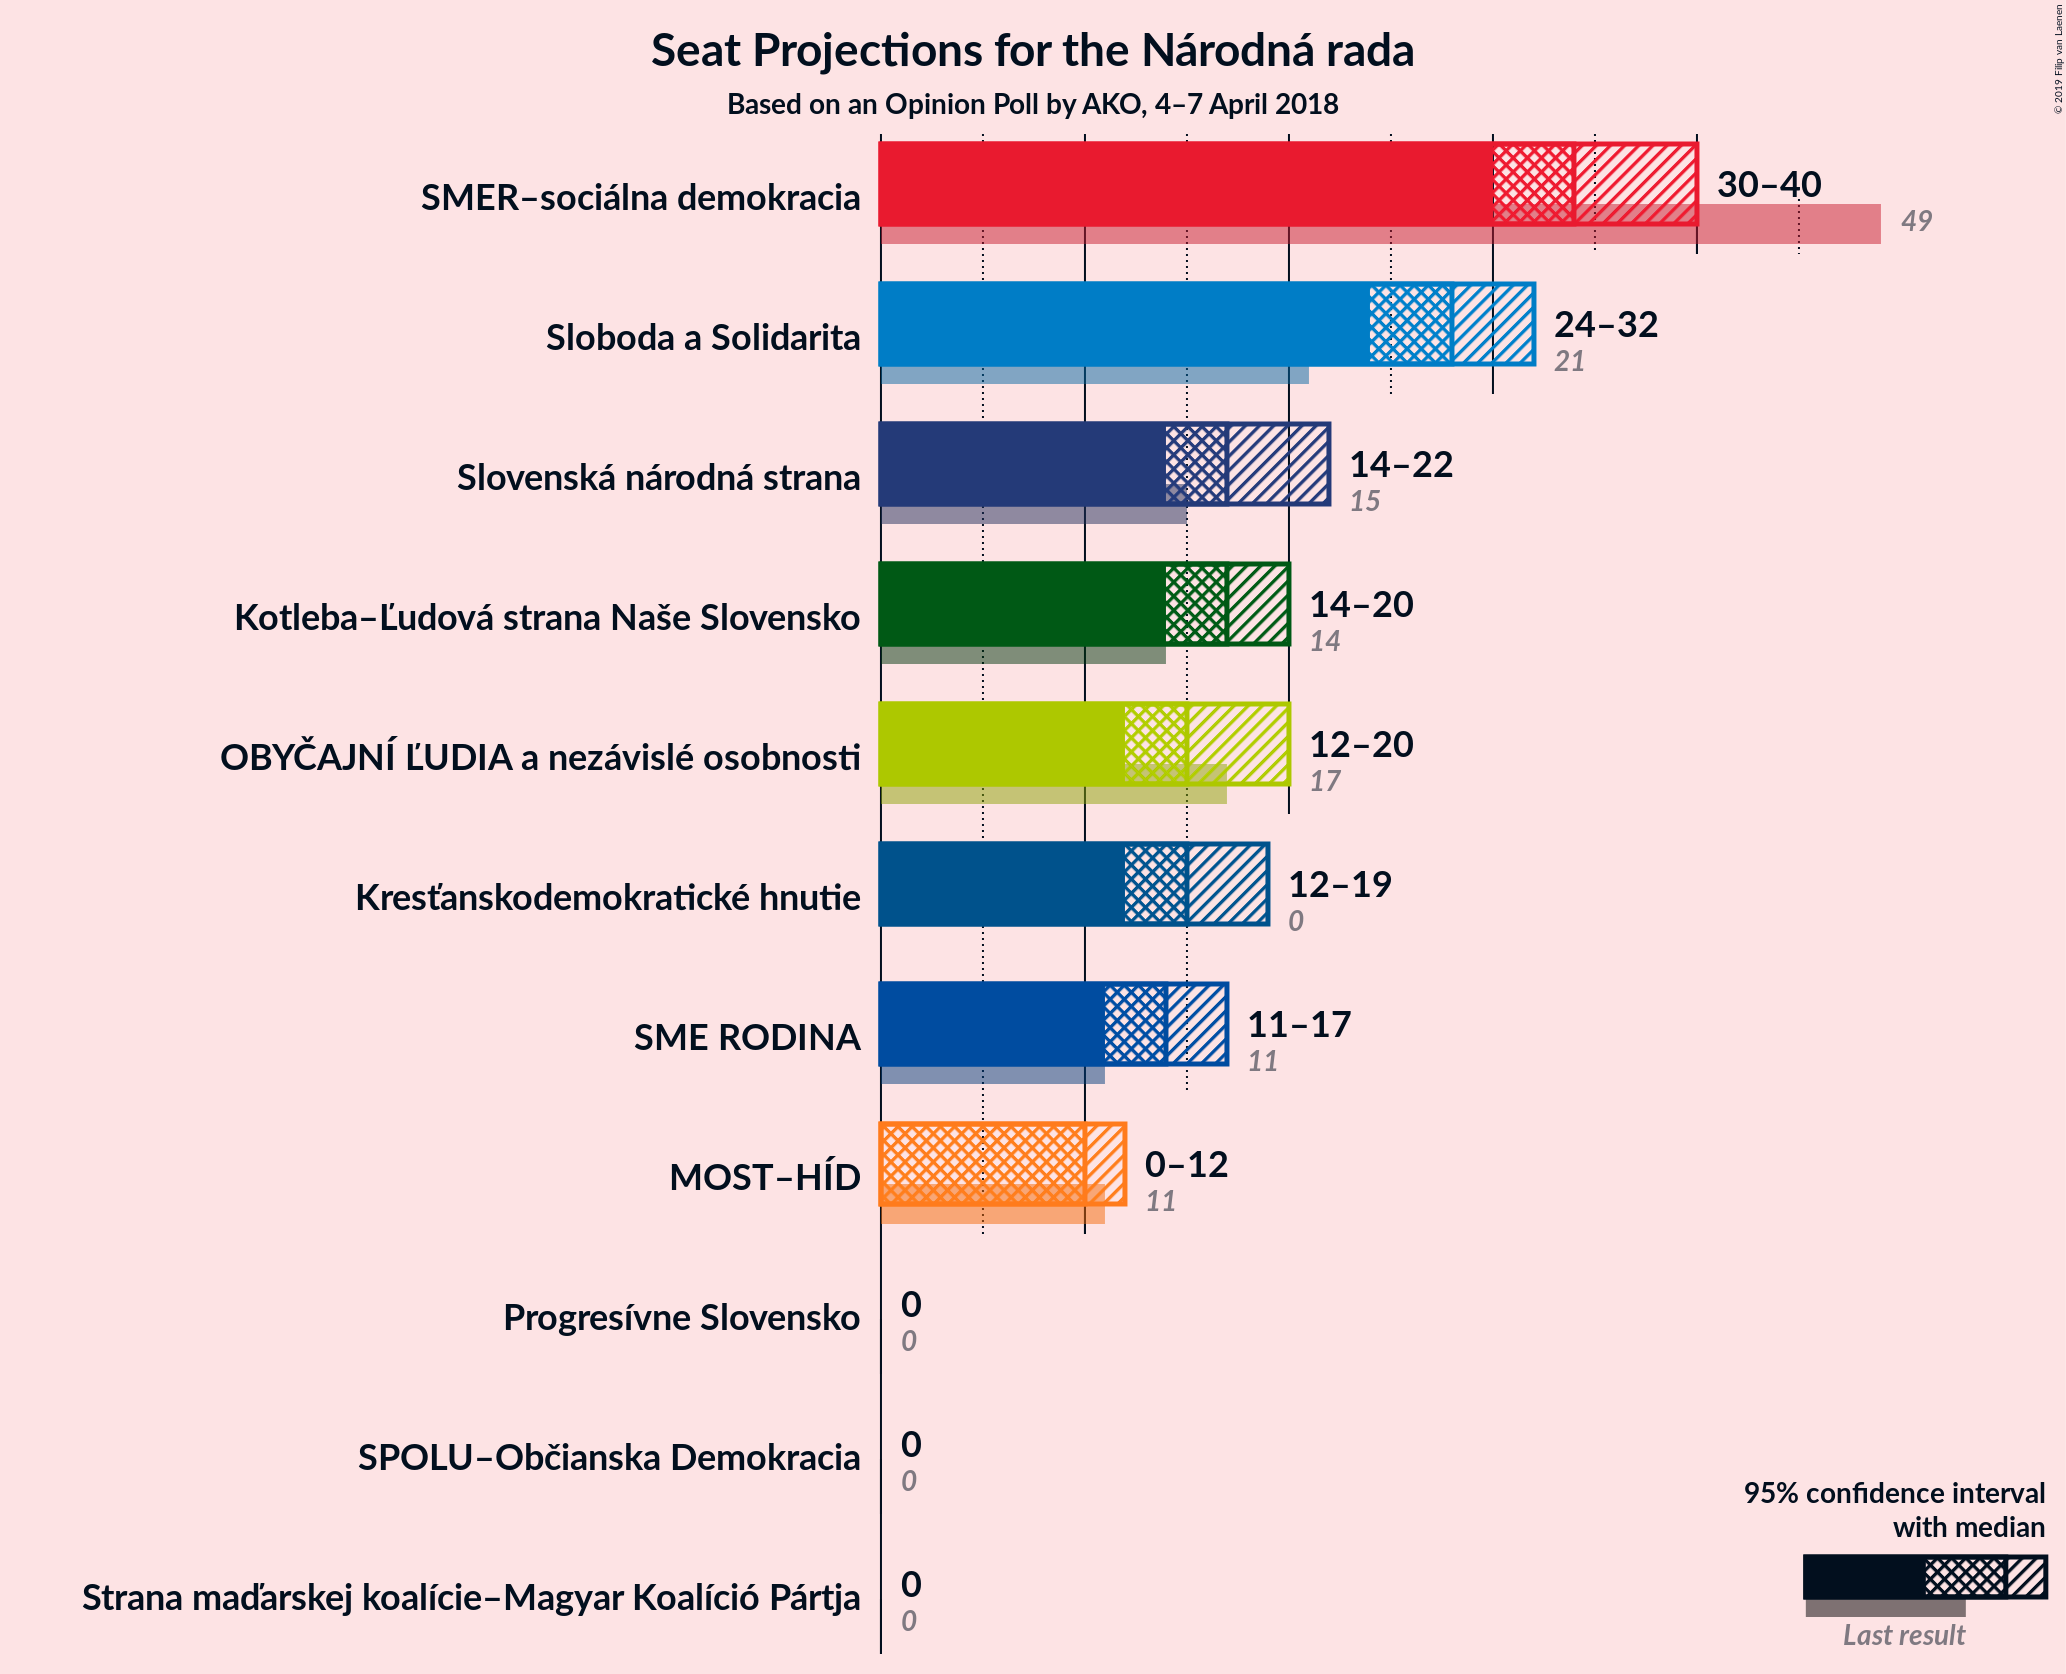 Seat Projections for the Národná rada
Based on an Opinion Poll by AKO, 4–7 April 2018
© 2019 Filip van Laenen
SMER–sociálna demokracia
30–40
49
Sloboda a Solidarita
24–32
21
Slovenská národná strana
14–22
15
Kotleba–Ľudová strana Naše Slovensko
14–20
14
OBYČAJNÍ ĽUDIA a nezávislé osobnosti
12–20
17
Kresťanskodemokratické hnutie
12–19
0
SME RODINA
11–17
11
MOST–HÍD
0–12
11
Progresívne Slovensko
0
0
SPOLU–Občianska Demokracia
0
0
Strana maďarskej koalície–Magyar Koalíció Pártja
0
0
95% confidence interval
with median
Last result